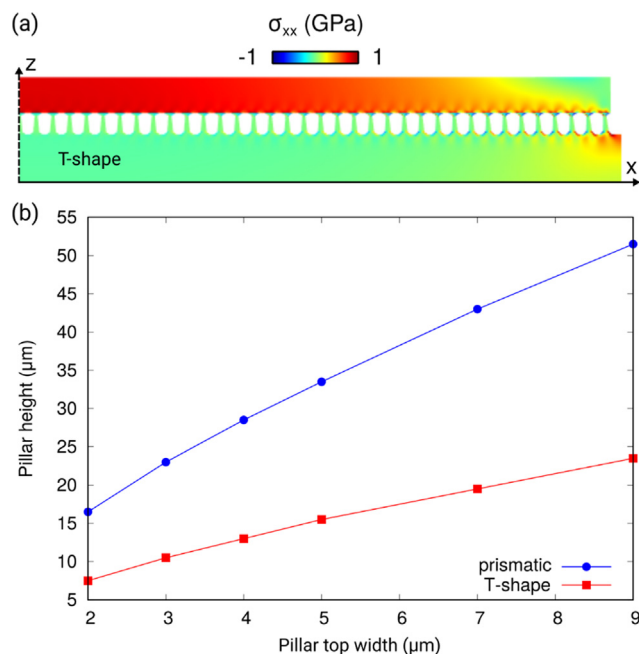 (a)
σxx (GPa)
-1 1
z
T-shape
x
(b)
55
50
45
40
35
30
25
20
15
10
5
Pillar height (µm)
prismatic
T-shape
2 3 4 5 6 7 8 9
Pillar top width (µm)